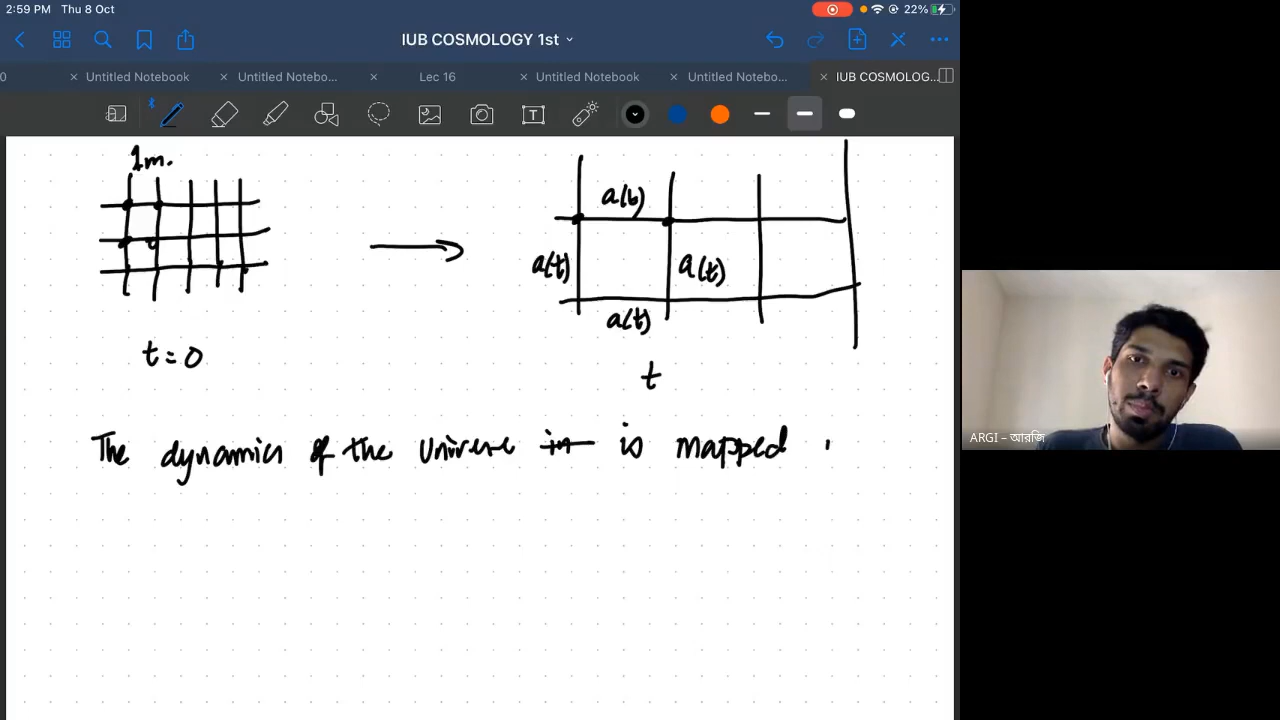 2:59 PM Thu 8 Oct
22%
IUB COSMOLOGY 1st
0
Untitled Notebook
Untitled Notebo...
Lec 16
Untitled Notebook
Untitled Notebo...
IUB COSMOLOG...
T
1m.
a(t)
a(t)
a(t)
a(t)
t = 0
t
The dynamics of the Universe in is mapped
ARGI – আরজি